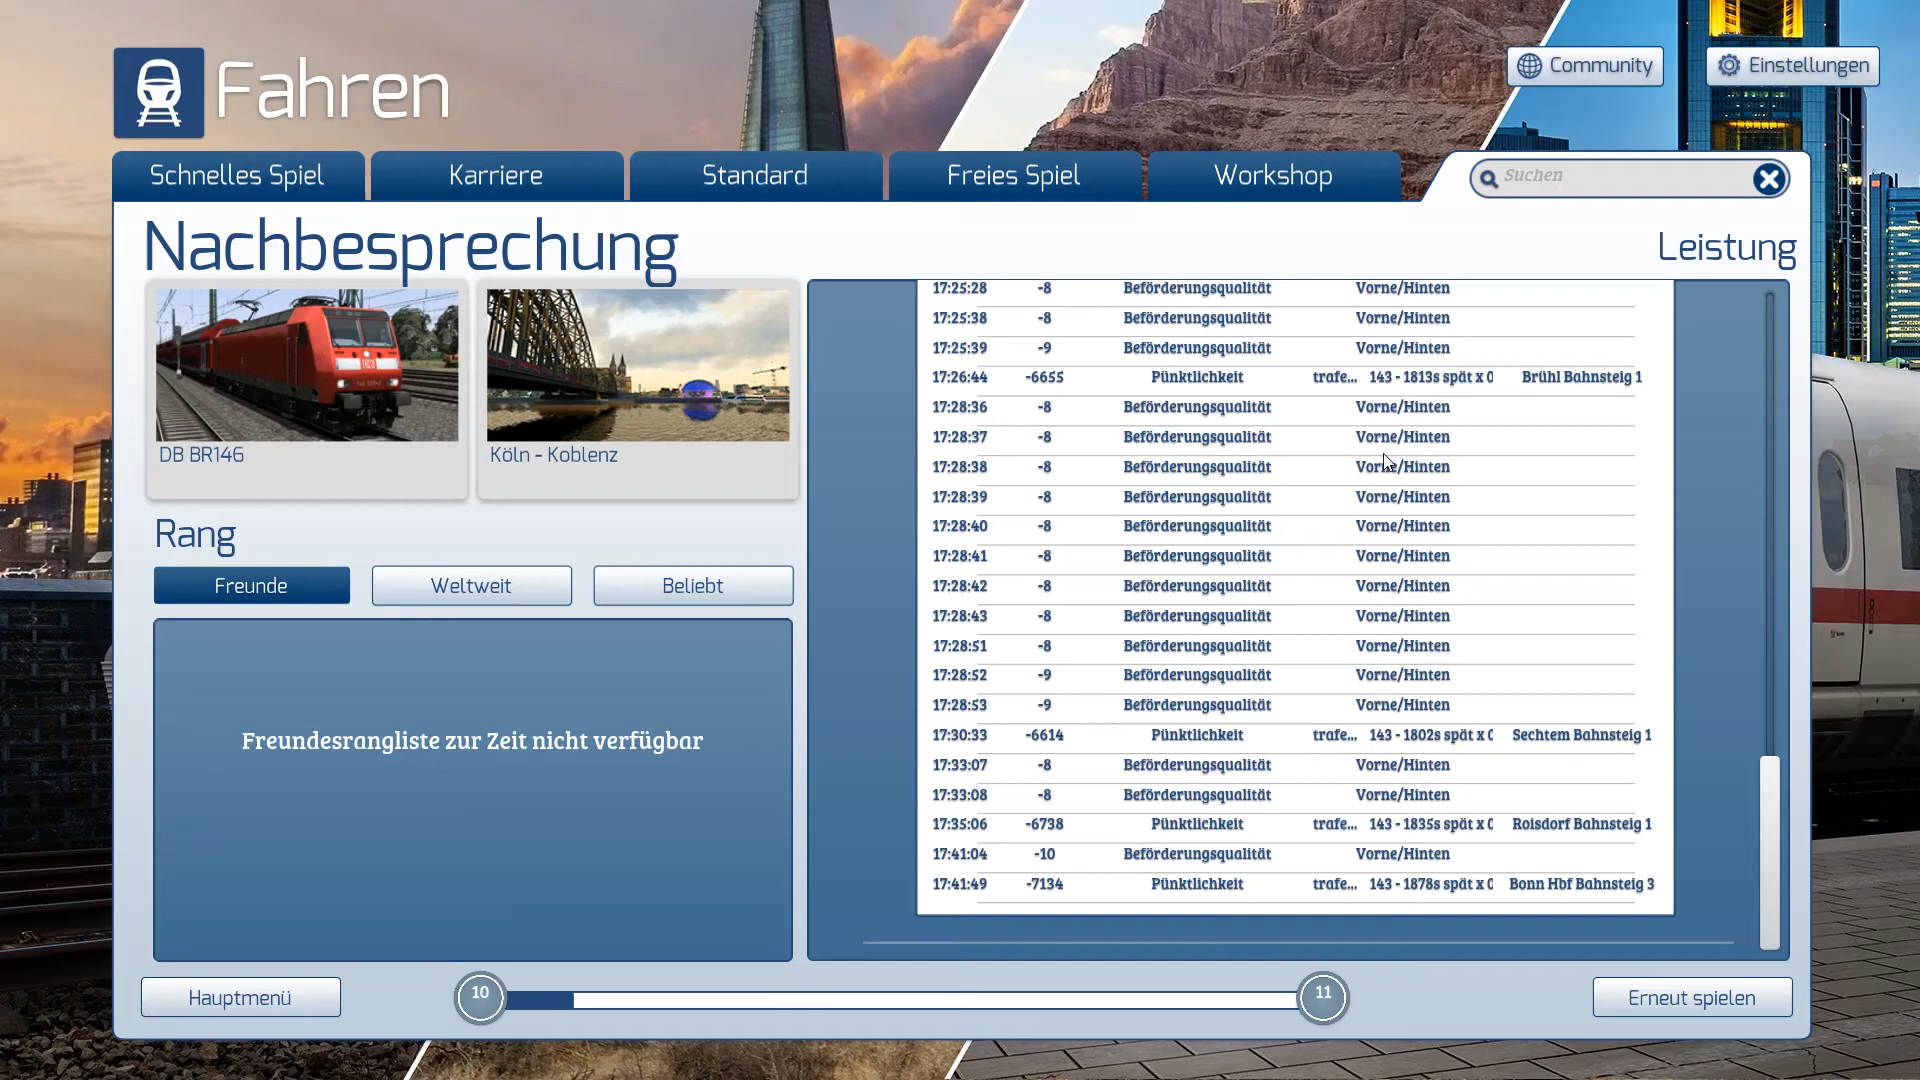 Fahren
Community
Einstellungen
Schnelles Spiel
Karriere
Standard
Freies Spiel
Workshop
Suchen
Nachbesprechung
Leistung
DB BR146
Köln - Koblenz
Rang
Freunde
Weltweit
Beliebt
Freundesrangliste zur Zeit nicht verfügbar
17:25:28 -8 Beförderungsqualität Vorne/Hinten
17:25:38 -8 Beförderungsqualität Vorne/Hinten
17:25:39 -9 Beförderungsqualität Vorne/Hinten
17:26:44 -6655 Pünktlichkeit trafe... 143 - 1813s spät x 0 Brühl Bahnsteig 1
17:28:36 -8 Beförderungsqualität Vorne/Hinten
17:28:37 -8 Beförderungsqualität Vorne/Hinten
17:28:38 -8 Beförderungsqualität Vorne/Hinten
17:28:39 -8 Beförderungsqualität Vorne/Hinten
17:28:40 -8 Beförderungsqualität Vorne/Hinten
17:28:41 -8 Beförderungsqualität Vorne/Hinten
17:28:42 -8 Beförderungsqualität Vorne/Hinten
17:28:43 -8 Beförderungsqualität Vorne/Hinten
17:28:51 -8 Beförderungsqualität Vorne/Hinten
17:28:52 -9 Beförderungsqualität Vorne/Hinten
17:28:53 -9 Beförderungsqualität Vorne/Hinten
17:30:33 -6614 Pünktlichkeit trafe... 143 - 1802s spät x 0 Sechtem Bahnsteig 1
17:33:07 -8 Beförderungsqualität Vorne/Hinten
17:33:08 -8 Beförderungsqualität Vorne/Hinten
17:35:06 -6738 Pünktlichkeit trafe... 143 - 1835s spät x 0 Roisdorf Bahnsteig 1
17:41:04 -10 Beförderungsqualität Vorne/Hinten
17:41:49 -7134 Pünktlichkeit trafe... 143 - 1878s spät x 0 Bonn Hbf Bahnsteig 3
Hauptmenü
10
11
Erneut spielen